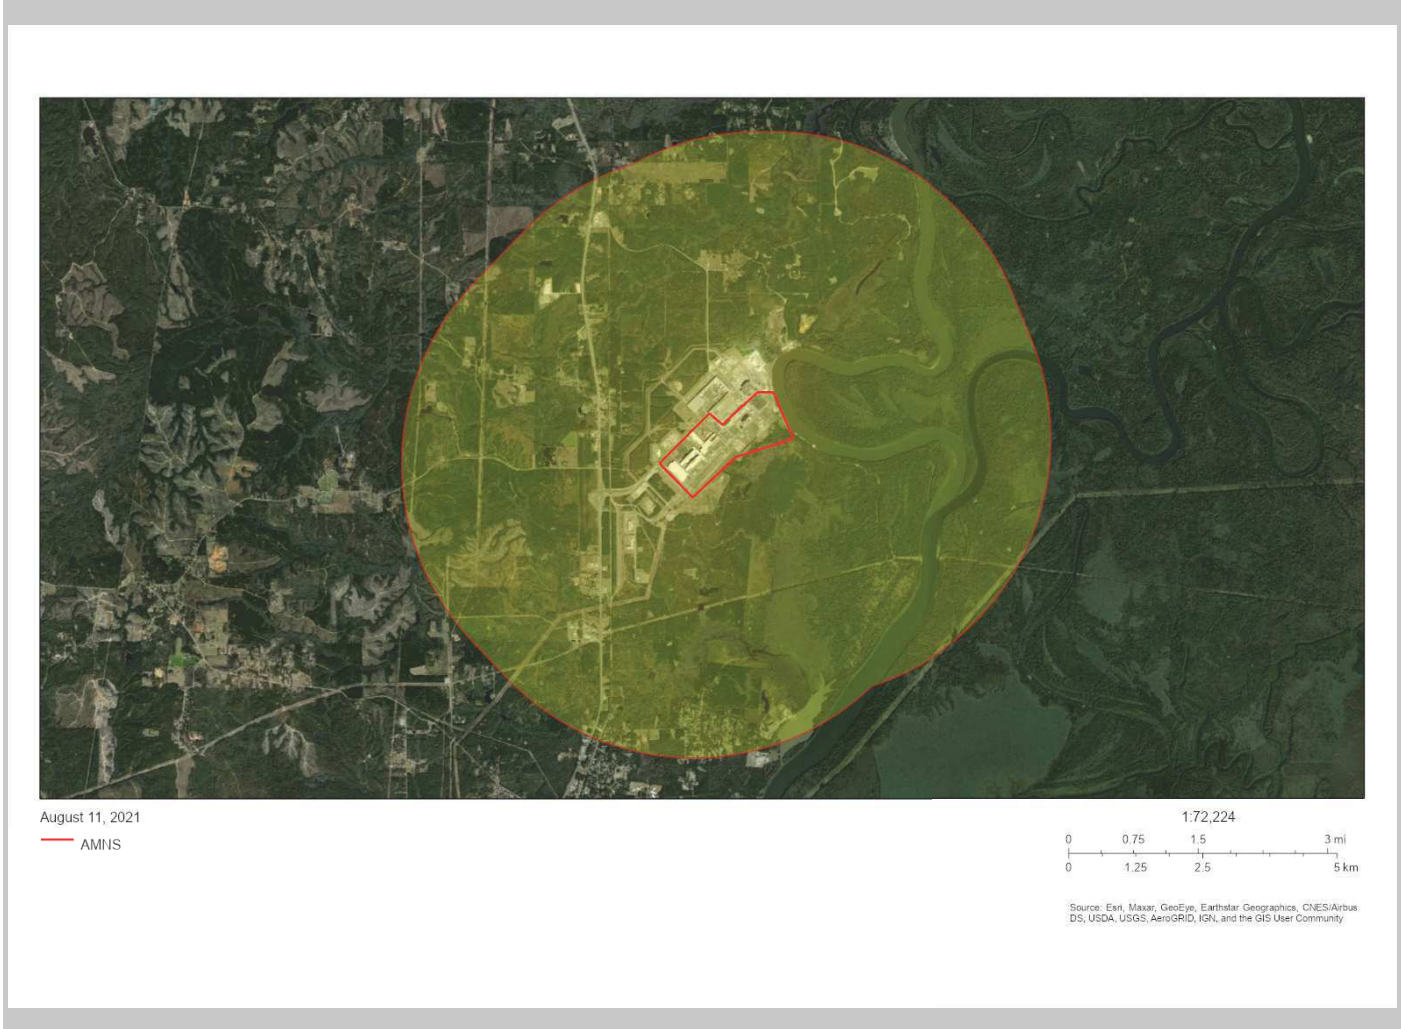 August 11, 2021
AMNS
1:72,224
0 0.75 1.5 3 mi
0 1.25 2.5 5 km
Source: Esri, Maxar, GeoEye, Earthstar Geographics, CNES/Airbus
DS, USDA, USGS, AeroGRID, IGN, and the GIS User Community